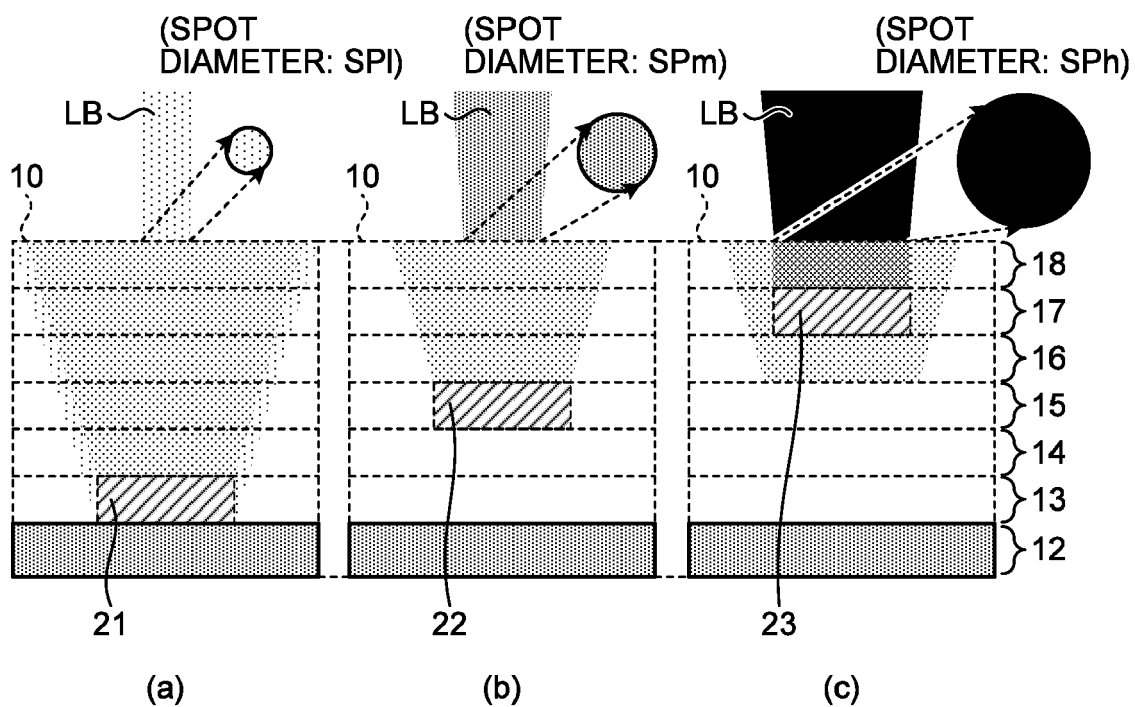 (SPOT
DIAMETER: SPl)
(SPOT
DIAMETER: SPm)
(SPOT
DIAMETER: SPh)
LB
LB
LB
10
10
10
18
17
16
15
14
13
12
21
22
23
(a)
(b)
(c)